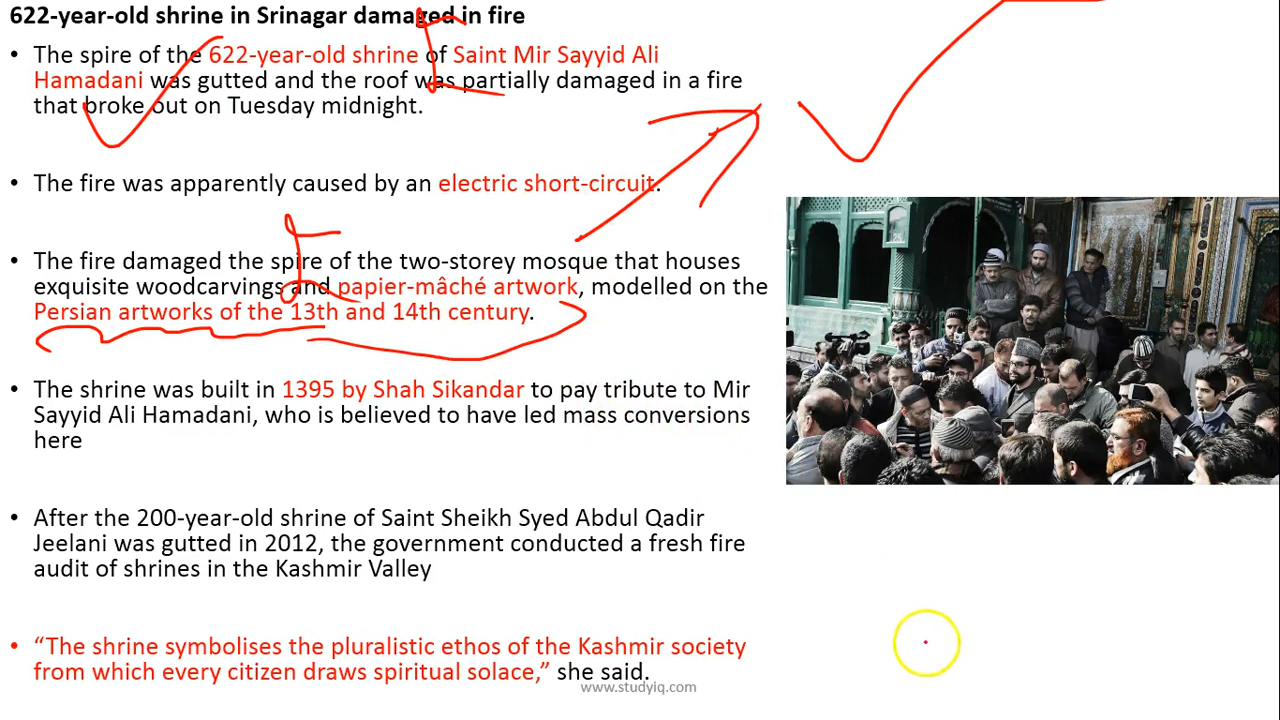 622-year-old shrine in Srinagar damaged in fire
• The spire of the 622-year-old shrine of Saint Mir Sayyid Ali
Hamadani was gutted and the roof was partially damaged in a fire
that broke out on Tuesday midnight.
• The fire was apparently caused by an electric short-circuit.
• The fire damaged the spire of the two-storey mosque that houses
exquisite woodcarvings and papier-mâché artwork, modelled on the
Persian artworks of the 13th and 14th century.
• The shrine was built in 1395 by Shah Sikandar to pay tribute to Mir
Sayyid Ali Hamadani, who is believed to have led mass conversions
here
• After the 200-year-old shrine of Saint Sheikh Syed Abdul Qadir
Jeelani was gutted in 2012, the government conducted a fresh fire
audit of shrines in the Kashmir Valley
• “The shrine symbolises the pluralistic ethos of the Kashmir society
from which every citizen draws spiritual solace,” she said.
www.studyiq.com